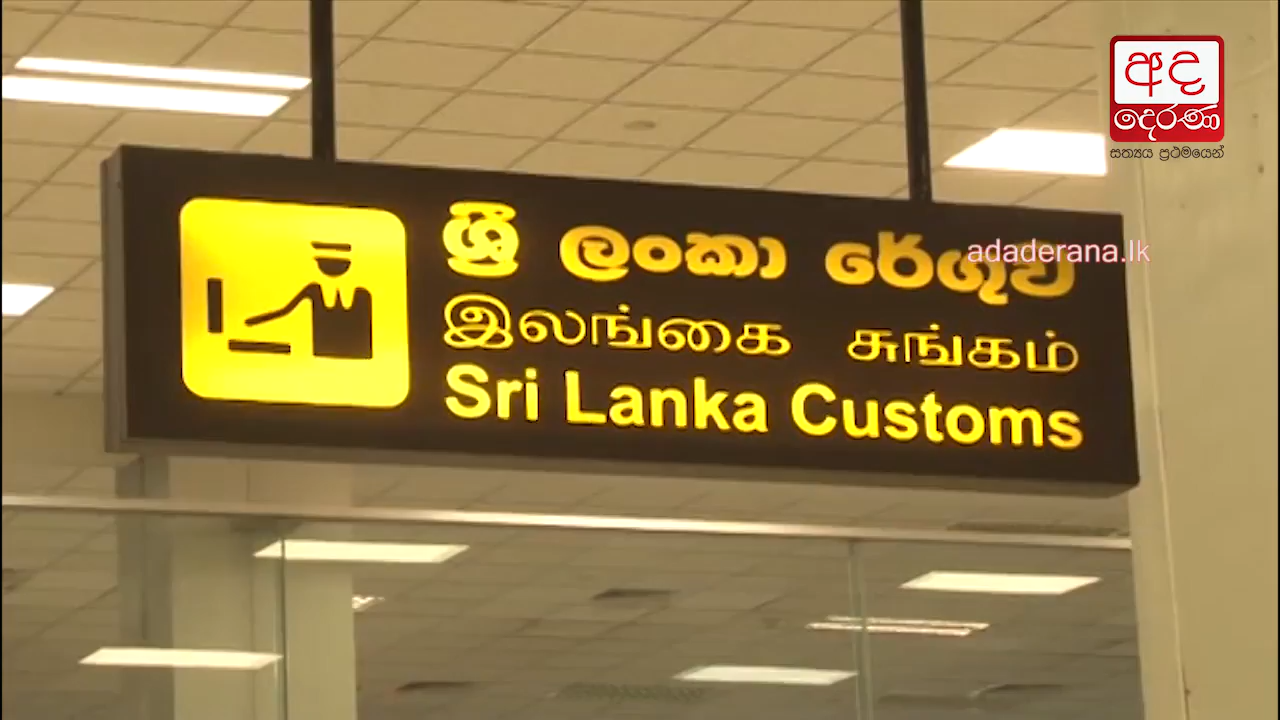 අද
දෙරණ
සත්‍යය ප්‍රථමයෙන්
adaderana.lk
ශ්‍රී ලංකා රේගුව
இலங்கை சுங்கம்
Sri Lanka Customs